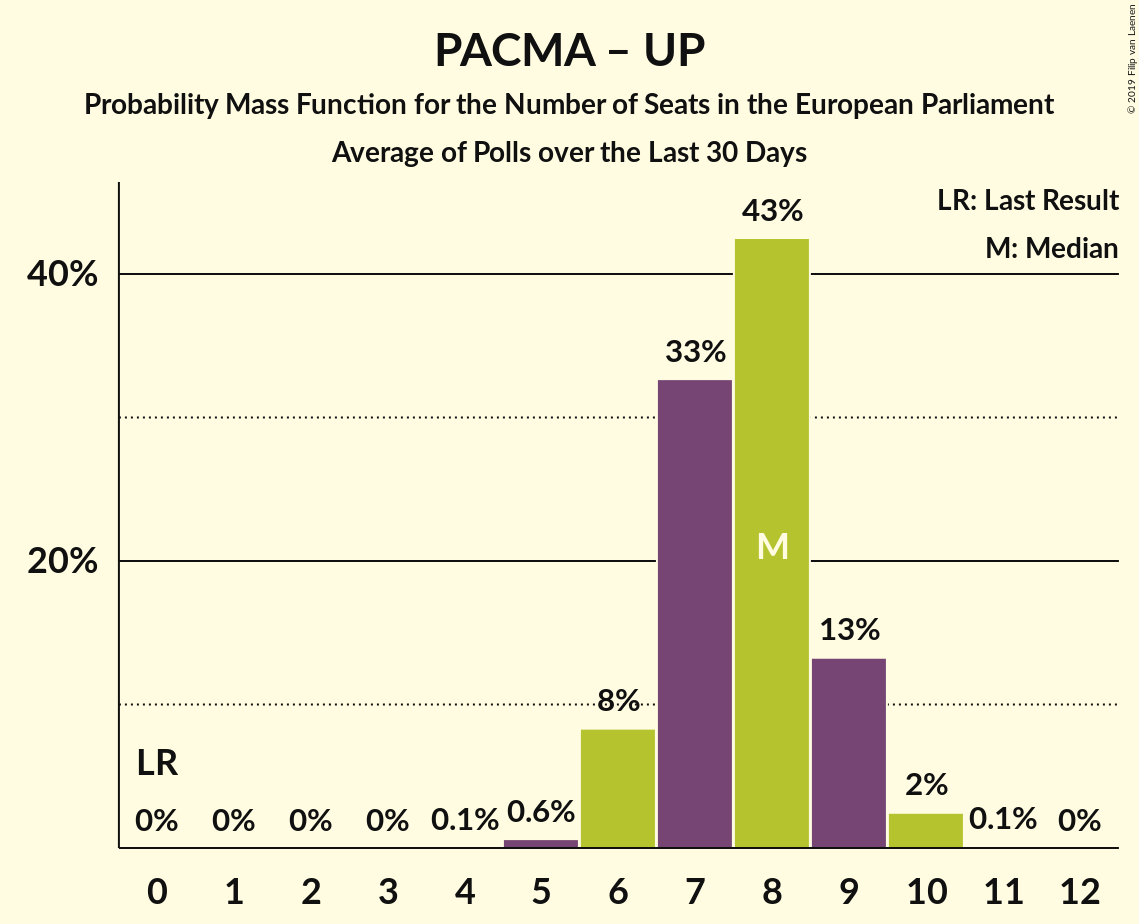 PACMA – UP
Probability Mass Function for the Number of Seats in the European Parliament
Average of Polls over the Last 30 Days
© 2019 Filip van Laenen
LR: Last Result
M: Median
40%
20%
LR
0%
0%
0%
0%
0.1%
0.6%
8%
33%
43%
M
13%
2%
0.1%
0%
0 1 2 3 4 5 6 7 8 9 10 11 12